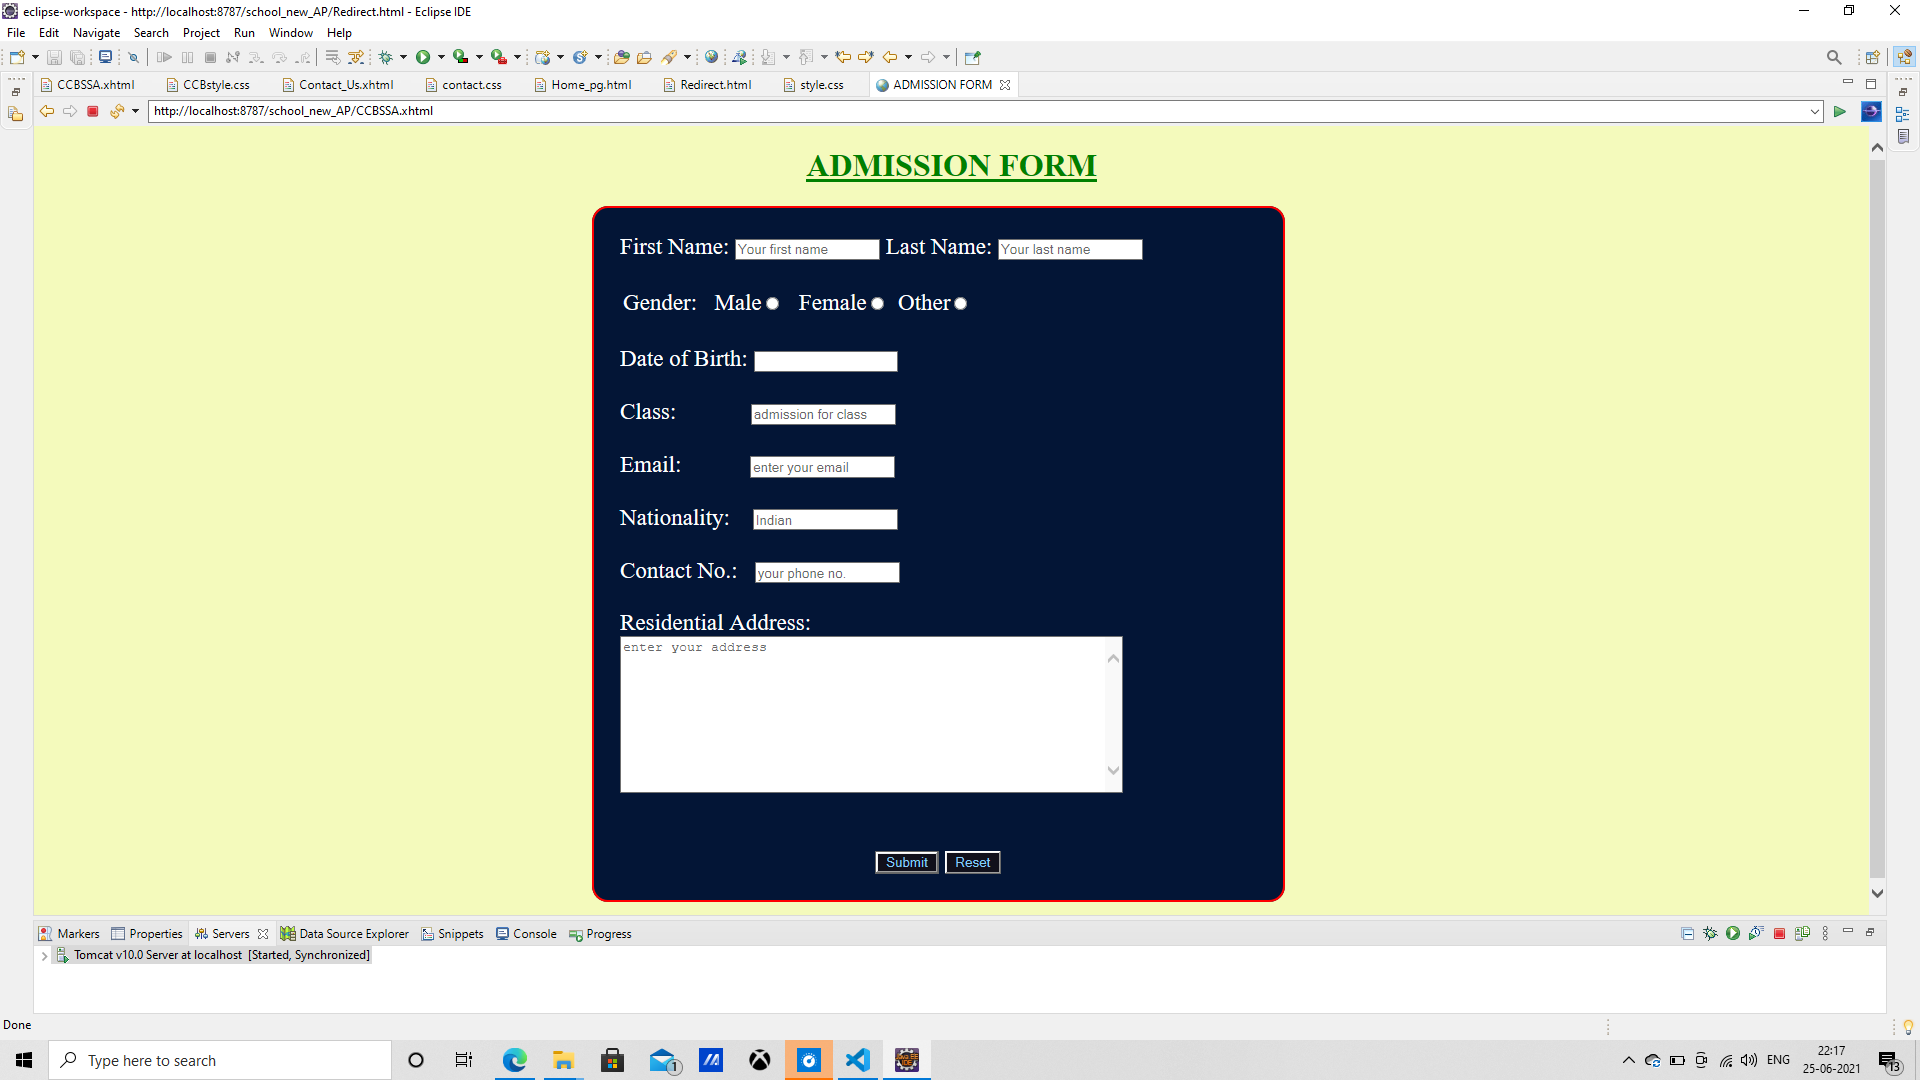 eclipse-workspace - http://localhost:8787/school_new_AP/Redirect.html - Eclipse IDE
File Edit Navigate Search Project Run Window Help
CCBSSA.xhtml CCBstyle.css Contact_Us.xhtml contact.css Home_pg.html Redirect.html style.css ADMISSION FORM
http://localhost:8787/school_new_AP/CCBSSA.xhtml
ADMISSION FORM
First Name: Your first name Last Name: Your last name
Gender: Male Female Other
Date of Birth:
Class: admission for class
Email: enter your email
Nationality: Indian
Contact No.: your phone no.
Residential Address:
enter your address
Submit Reset
Markers Properties Servers Data Source Explorer Snippets Console Progress
Tomcat v10.0 Server at localhost [Started, Synchronized]
Done
Type here to search
1
ENG
22:17
25-06-2021
13